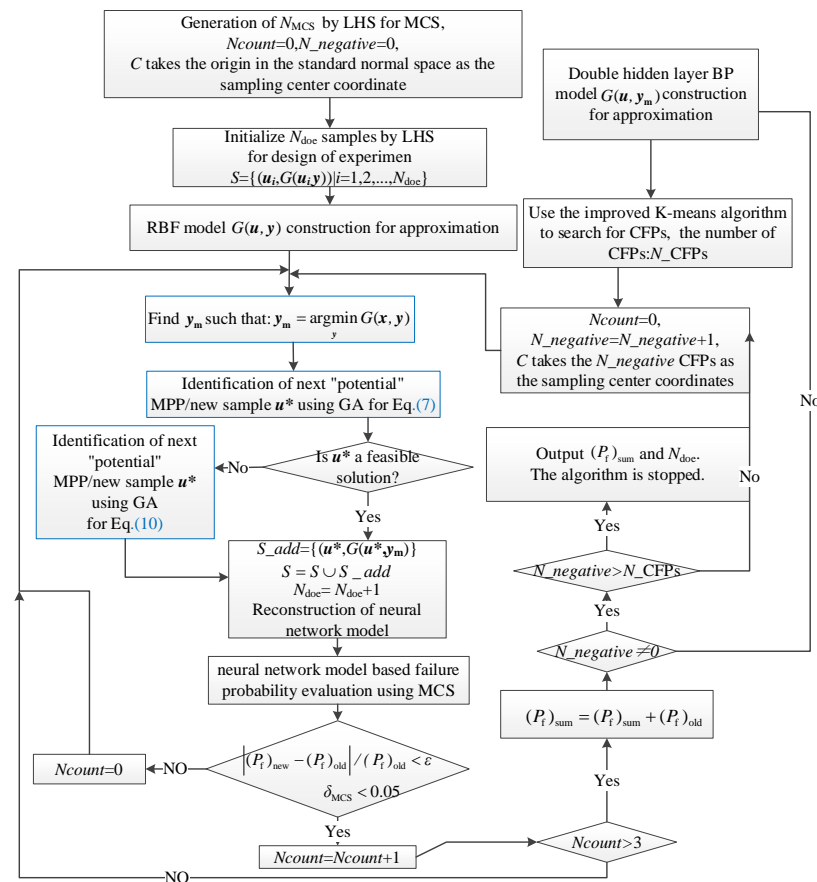 Generation of N_MCS by LHS for MCS,
Ncount=0,N_negative=0,
C takes the origin in the standard normal space as the
sampling center coordinate
Initialize N_doe samples by LHS
for design of experimen
S={(u_i,G(u_i,y))|i=1,2,...,N_doe}
RBF model G(u,y) construction for approximation
Find y_m such that: y_m = argmin G(x, y)
y
Identification of next "potential"
MPP/new sample u* using GA for Eq.(7)
Is u* a feasible
solution?
No
Identification of next
"potential"
MPP/new sample u*
using GA
for Eq.(10)
Yes
S_add={(u*,G(u*,y_m)}
S = S ∪ S _ add
N_doe= N_doe+1
Reconstruction of neural
network model
neural network model based failure
probability evaluation using MCS
|(P_f)_new − (P_f)_old| / (P_f)_old < ε
δ_MCS < 0.05
NO
Ncount=0
Yes
Ncount=Ncount+1
Ncount>3
NO
Yes
(P_f)_sum = (P_f)_sum + (P_f)_old
N_negative≠0
No
Yes
N_negative>N_CFPs
No
Yes
Output (P_f)_sum and N_doe.
The algorithm is stopped.
Double hidden layer BP
model G(u, y_m) construction
for approximation
Use the improved K-means algorithm
to search for CFPs, the number of
CFPs:N_CFPs
Ncount=0,
N_negative=N_negative+1,
C takes the N_negative CFPs as
the sampling center coordinates